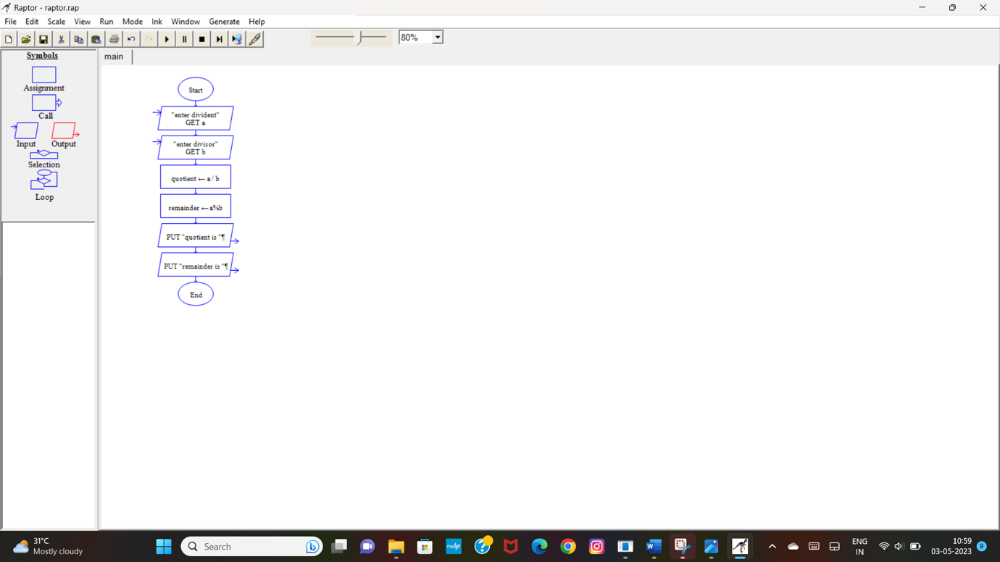 Raptor - raptor.rap
File Edit Scale View Run Mode Ink Window Generate Help
80%
Symbols
main
Assignment
Call
Input Output
Selection
Loop
Start
"enter divident"
GET a
"enter divisor"
GET b
quotient ← a / b
remainder ← a%b
PUT "quotient is "¶
PUT "remainder is "¶
End
31°C
Mostly cloudy
Search
myhp
ENG
IN
10:59
03-05-2023
9